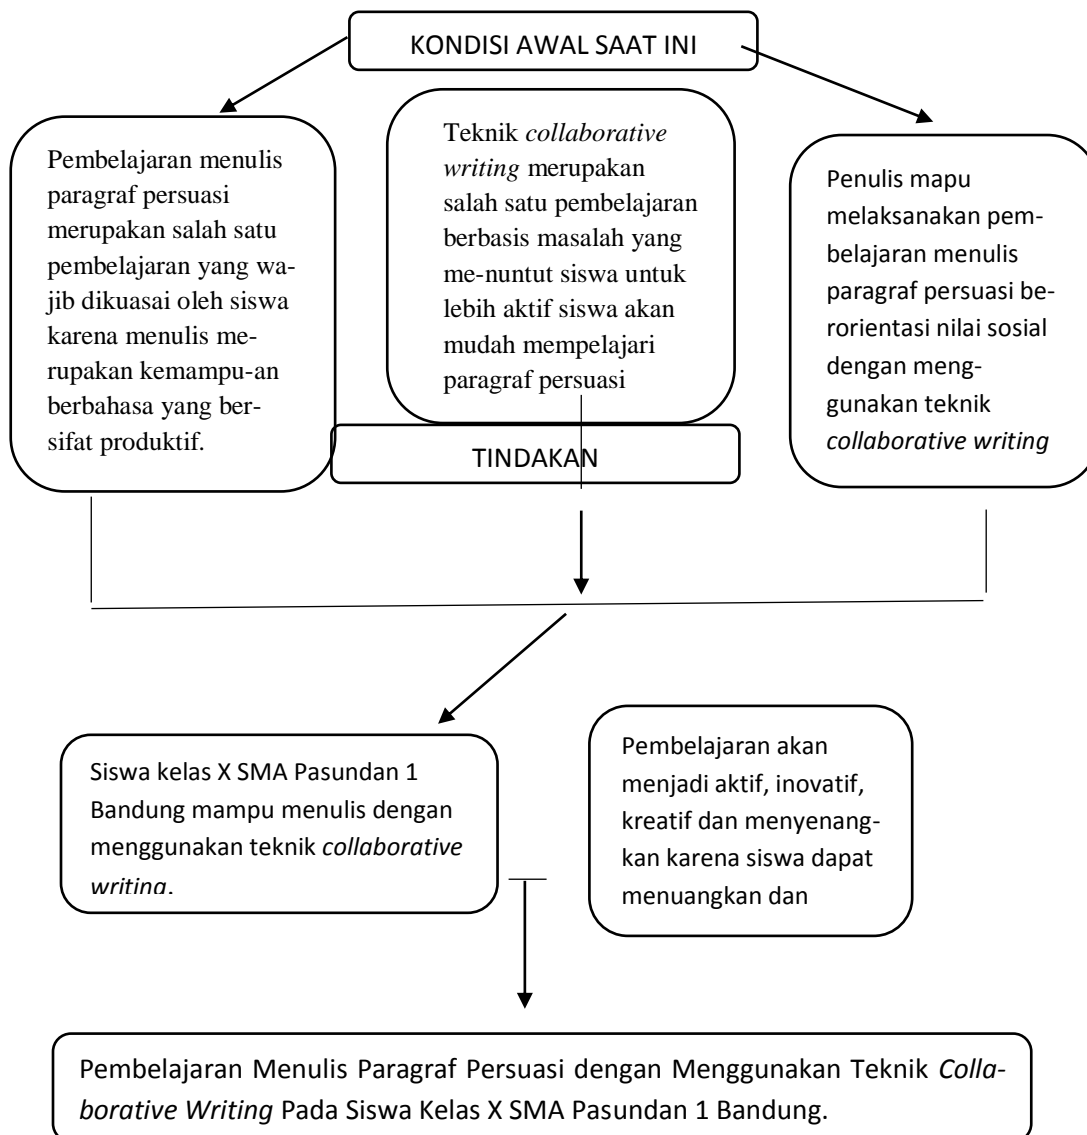 KONDISI AWAL SAAT INI
Pembelajaran menulis
paragraf persuasi
merupakan salah satu
pembelajaran yang wa-
jib dikuasai oleh siswa
karena menulis me-
rupakan kemampu-an
berbahasa yang ber-
sifat produktif.
Teknik collaborative
writing merupakan
salah satu pembelajaran
berbasis masalah yang
me-nuntut siswa untuk
lebih aktif siswa akan
mudah mempelajari
paragraf persuasi
Penulis mapu
melaksanakan pem-
belajaran menulis
paragraf persuasi be-
rorientasi nilai sosial
dengan meng-
gunakan teknik
collaborative writing
TINDAKAN
Siswa kelas X SMA Pasundan 1
Bandung mampu menulis dengan
menggunakan teknik collaborative
writing.
Pembelajaran akan
menjadi aktif, inovatif,
kreatif dan menyenang-
kan karena siswa dapat
menuangkan dan
Pembelajaran Menulis Paragraf Persuasi dengan Menggunakan Teknik Colla-
borative Writing Pada Siswa Kelas X SMA Pasundan 1 Bandung.